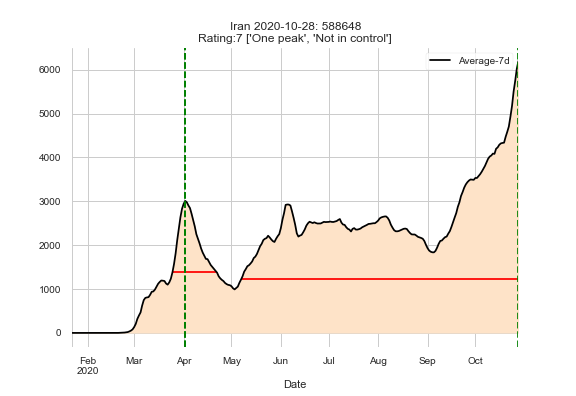 Iran 2020-10-28: 588648
Rating:7 ['One peak', 'Not in control']
Average-7d
6000
5000
4000
3000
2000
1000
0
Feb Mar Apr May Jun Jul Aug Sep Oct
2020
Date